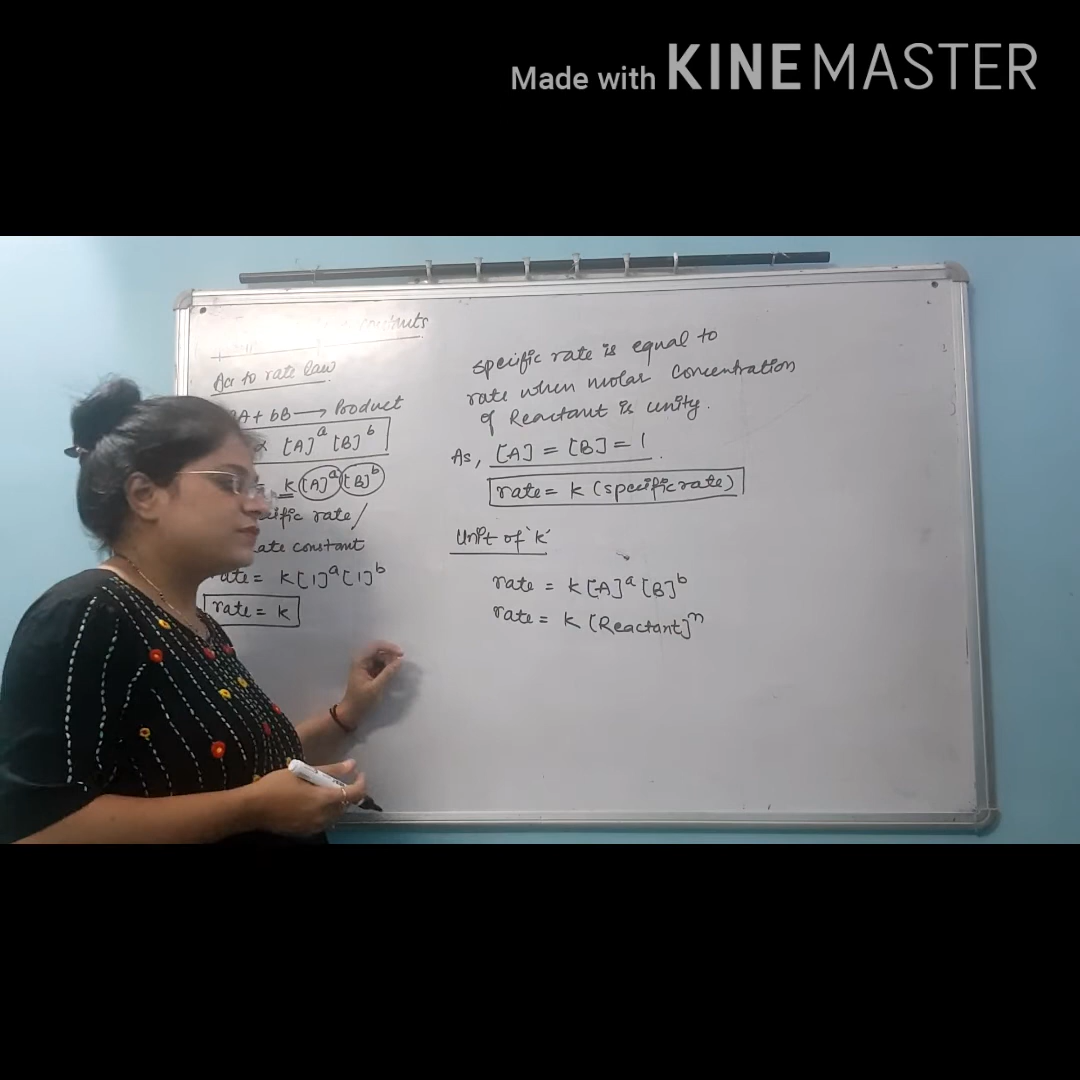 Made with KINEMASTER
constants
Acc to rate law
A + bB ⟶ Product
∝ [A]^a [B]^b
= k [A]^a [B]^b
rate /
rate constant
rate = k [1]^a [1]^b
rate = k
specific rate is equal to
rate when molar concentration
of Reactant is unity.
As, [A] = [B] = 1.
rate = k (specific rate)
Unit of 'k'
rate = k [A]^a [B]^b
rate = k [Reactant]^n